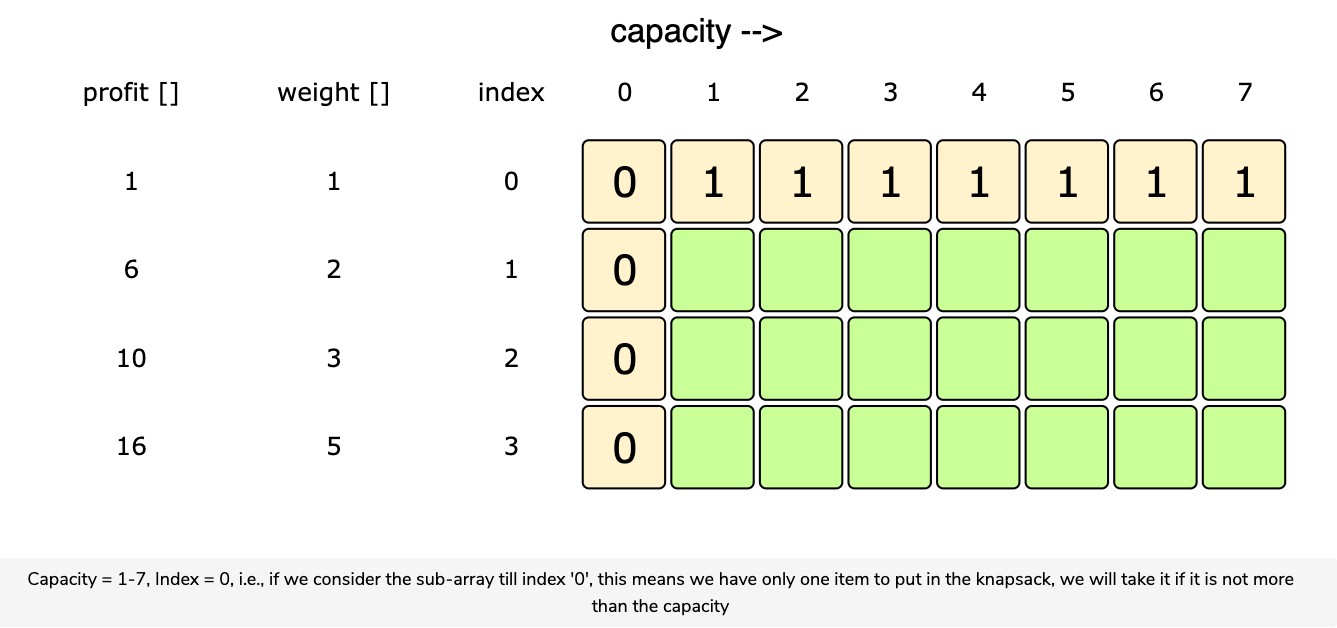 capacity -->
profit [] weight [] index 0 1 2 3 4 5 6 7
1 1 0 0 1 1 1 1 1 1 1
6 2 1 0
10 3 2 0
16 5 3 0
Capacity = 1-7, Index = 0, i.e., if we consider the sub-array till index '0', this means we have only one item to put in the knapsack, we will take it if it is not more
than the capacity